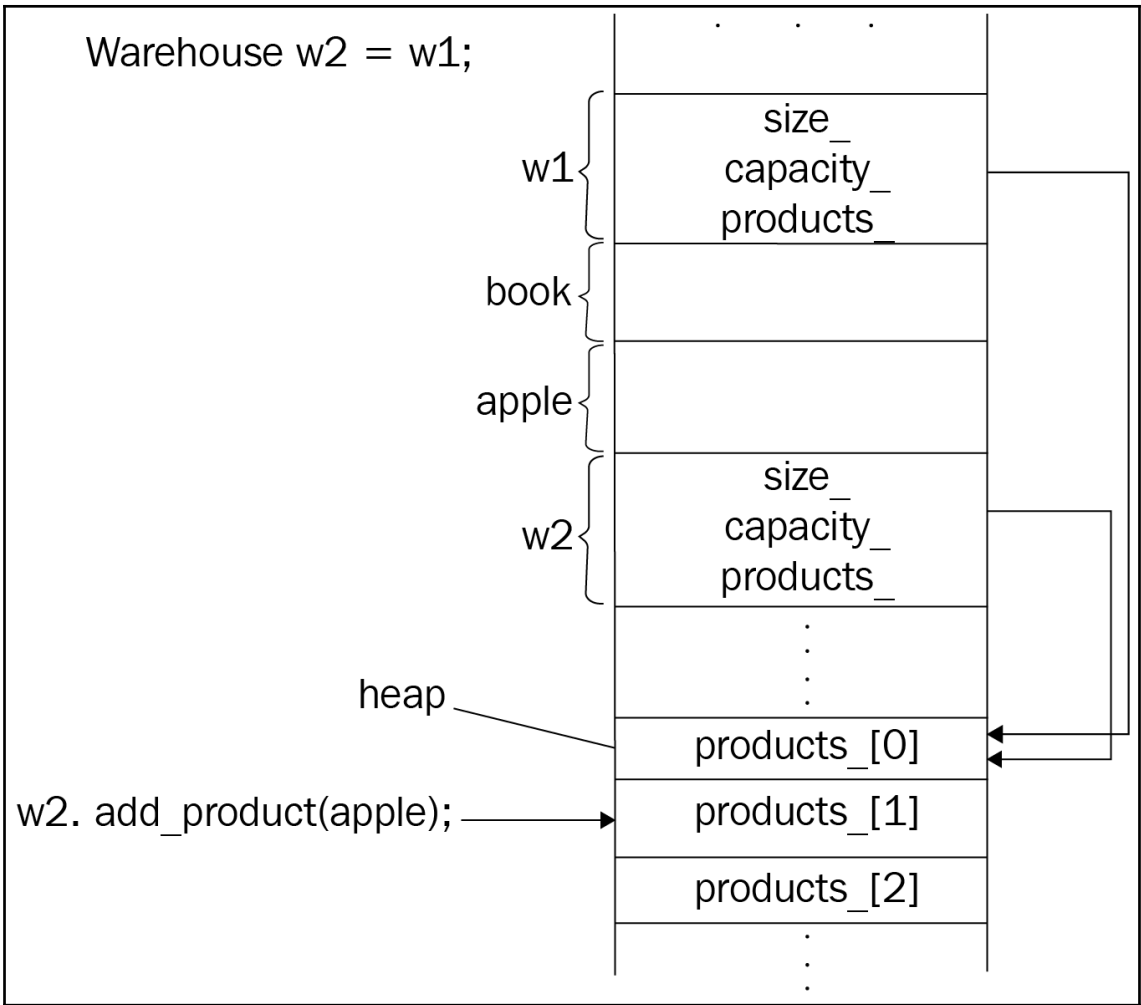 Warehouse w2 = w1;
w1
size_
capacity_
products_
book
apple
w2
size_
capacity_
products_
heap
products_[0]
w2. add_product(apple);
products_[1]
products_[2]